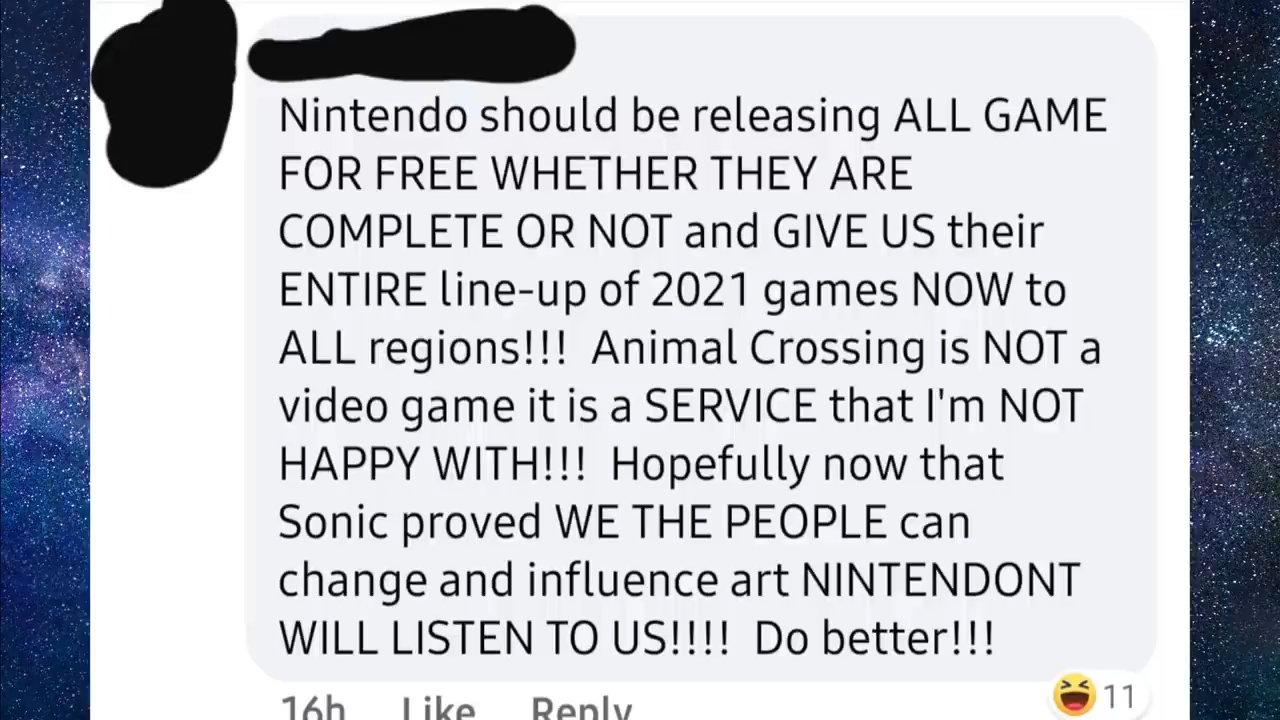 Nintendo should be releasing ALL GAME
FOR FREE WHETHER THEY ARE
COMPLETE OR NOT and GIVE US their
ENTIRE line-up of 2021 games NOW to
ALL regions!!!  Animal Crossing is NOT a
video game it is a SERVICE that I'm NOT
HAPPY WITH!!!  Hopefully now that
Sonic proved WE THE PEOPLE can
change and influence art NINTENDONT
WILL LISTEN TO US!!!!  Do better!!!
16h Like Reply 11